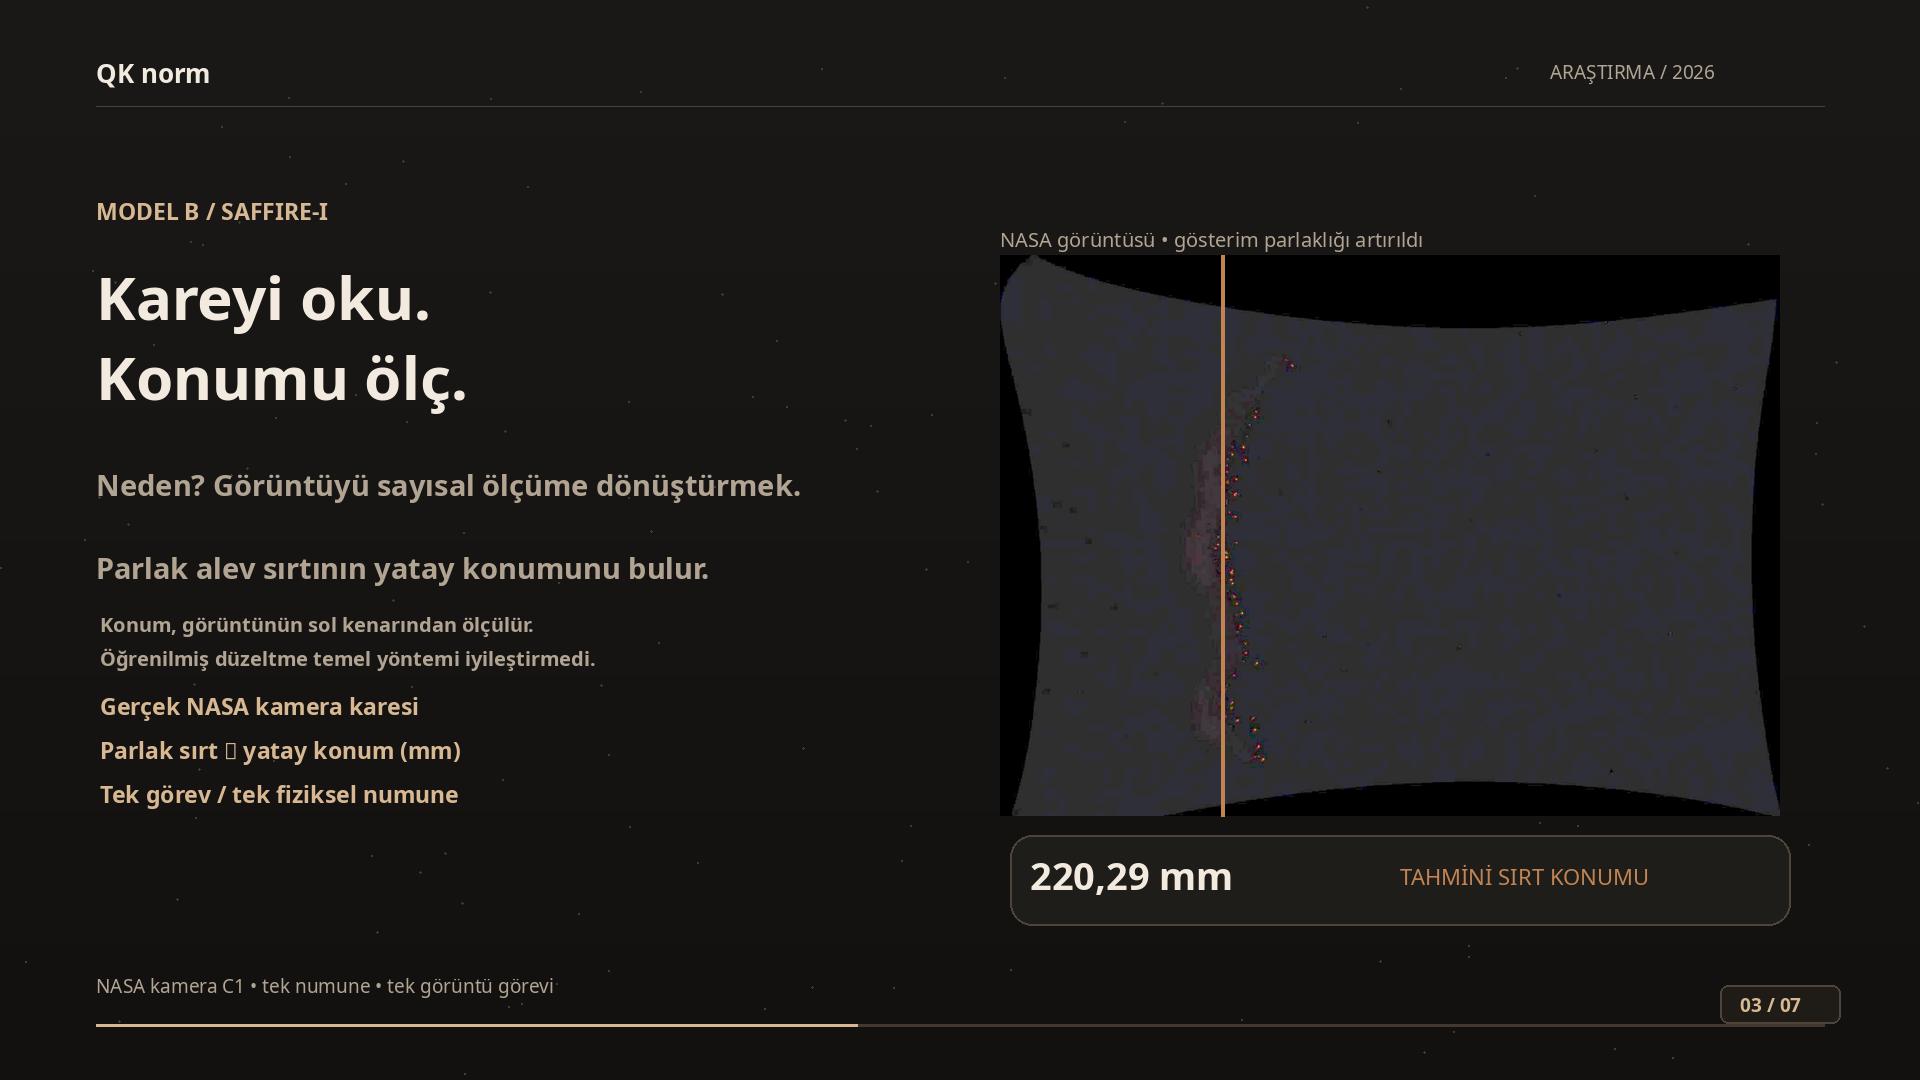 QK norm
ARAŞTIRMA / 2026
MODEL B / SAFFIRE-I
Kareyi oku.
Konumu ölç.
Neden? Görüntüyü sayısal ölçüme dönüştürmek.
Parlak alev sırtının yatay konumunu bulur.
Konum, görüntünün sol kenarından ölçülür.
Öğrenilmiş düzeltme temel yöntemi iyileştirmedi.
Gerçek NASA kamera karesi
Parlak sırt ▯ yatay konum (mm)
Tek görev / tek fiziksel numune
NASA görüntüsü • gösterim parlaklığı artırıldı
220,29 mm
TAHMİNİ SIRT KONUMU
NASA kamera C1 • tek numune • tek görüntü görevi
03 / 07